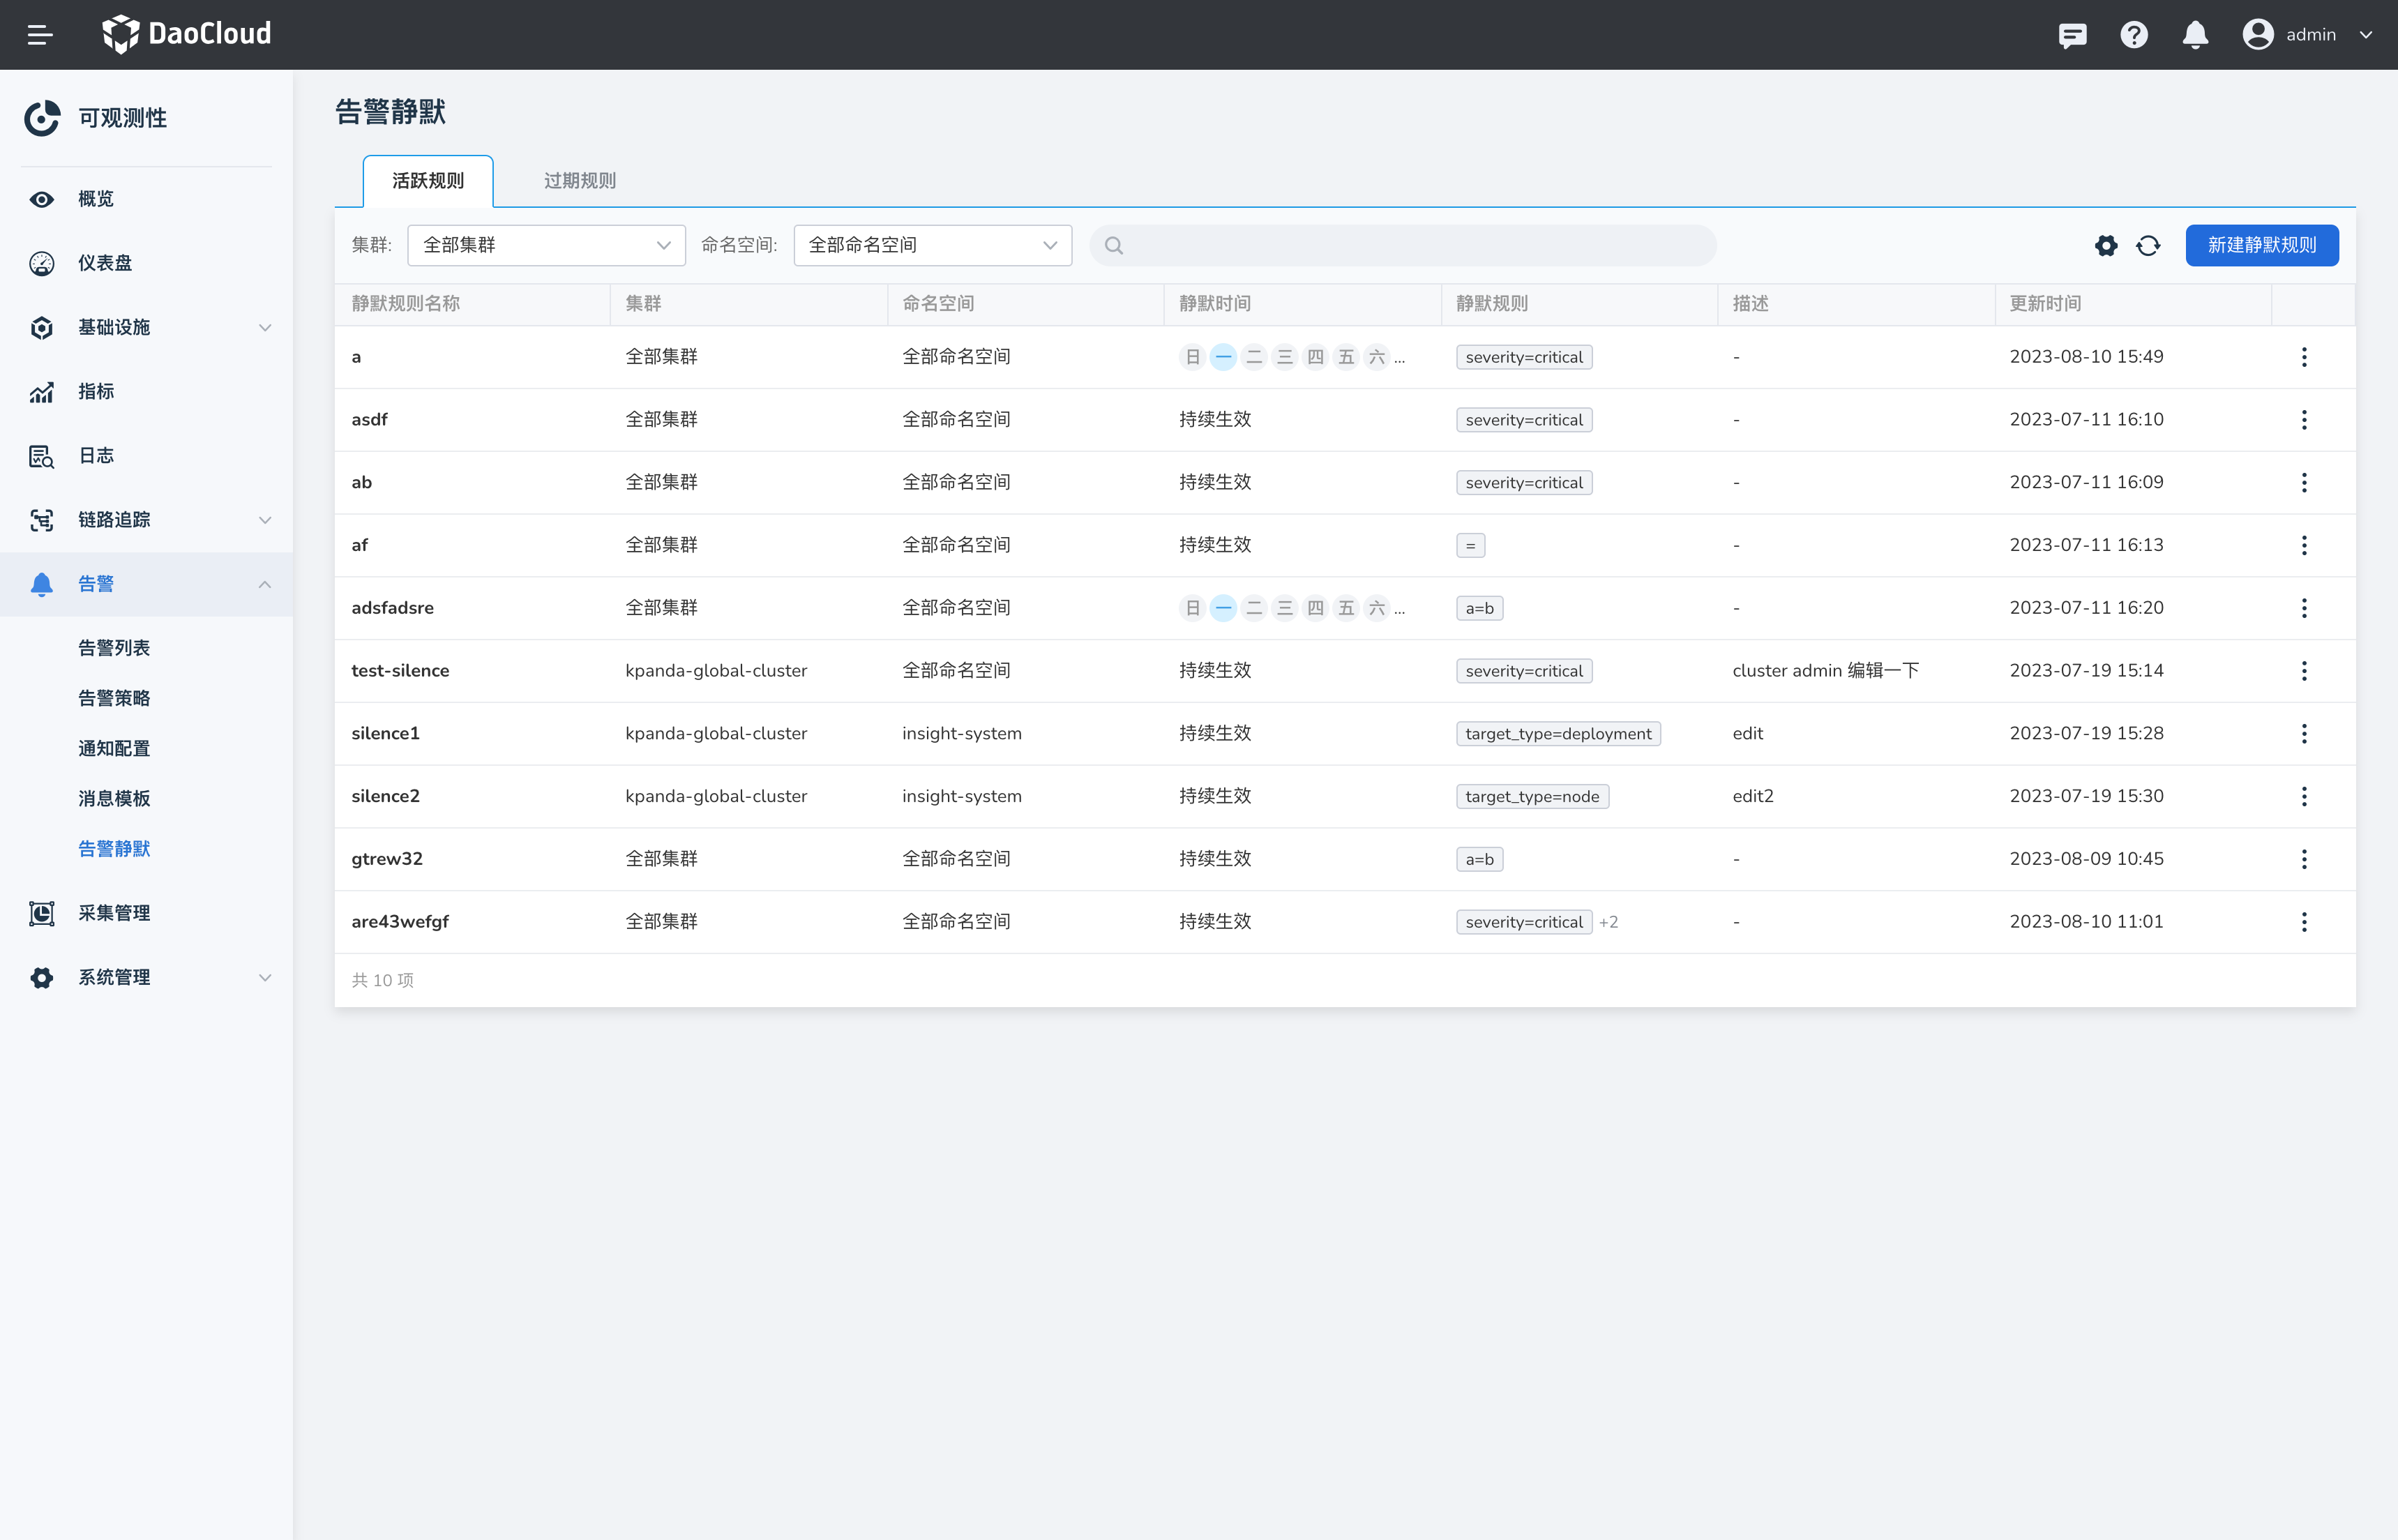 DaoCloud
admin
可观测性
概览
仪表盘
基础设施
指标
日志
链路追踪
告警
告警列表
告警策略
通知配置
消息模板
告警静默
采集管理
系统管理
告警静默
活跃规则 过期规则
集群: 全部集群 命名空间: 全部命名空间 新建静默规则
静默规则名称 集群 命名空间 静默时间 静默规则 描述 更新时间
a 全部集群 全部命名空间 日 一 二 三 四 五 六 ... severity=critical - 2023-08-10 15:49
asdf 全部集群 全部命名空间 持续生效 severity=critical - 2023-07-11 16:10
ab 全部集群 全部命名空间 持续生效 severity=critical - 2023-07-11 16:09
af 全部集群 全部命名空间 持续生效 = - 2023-07-11 16:13
adsfadsre 全部集群 全部命名空间 日 一 二 三 四 五 六 ... a=b - 2023-07-11 16:20
test-silence kpanda-global-cluster 全部命名空间 持续生效 severity=critical cluster admin 编辑一下 2023-07-19 15:14
silence1 kpanda-global-cluster insight-system 持续生效 target_type=deployment edit 2023-07-19 15:28
silence2 kpanda-global-cluster insight-system 持续生效 target_type=node edit2 2023-07-19 15:30
gtrew32 全部集群 全部命名空间 持续生效 a=b - 2023-08-09 10:45
are43wefgf 全部集群 全部命名空间 持续生效 severity=critical +2 - 2023-08-10 11:01
共 10 项